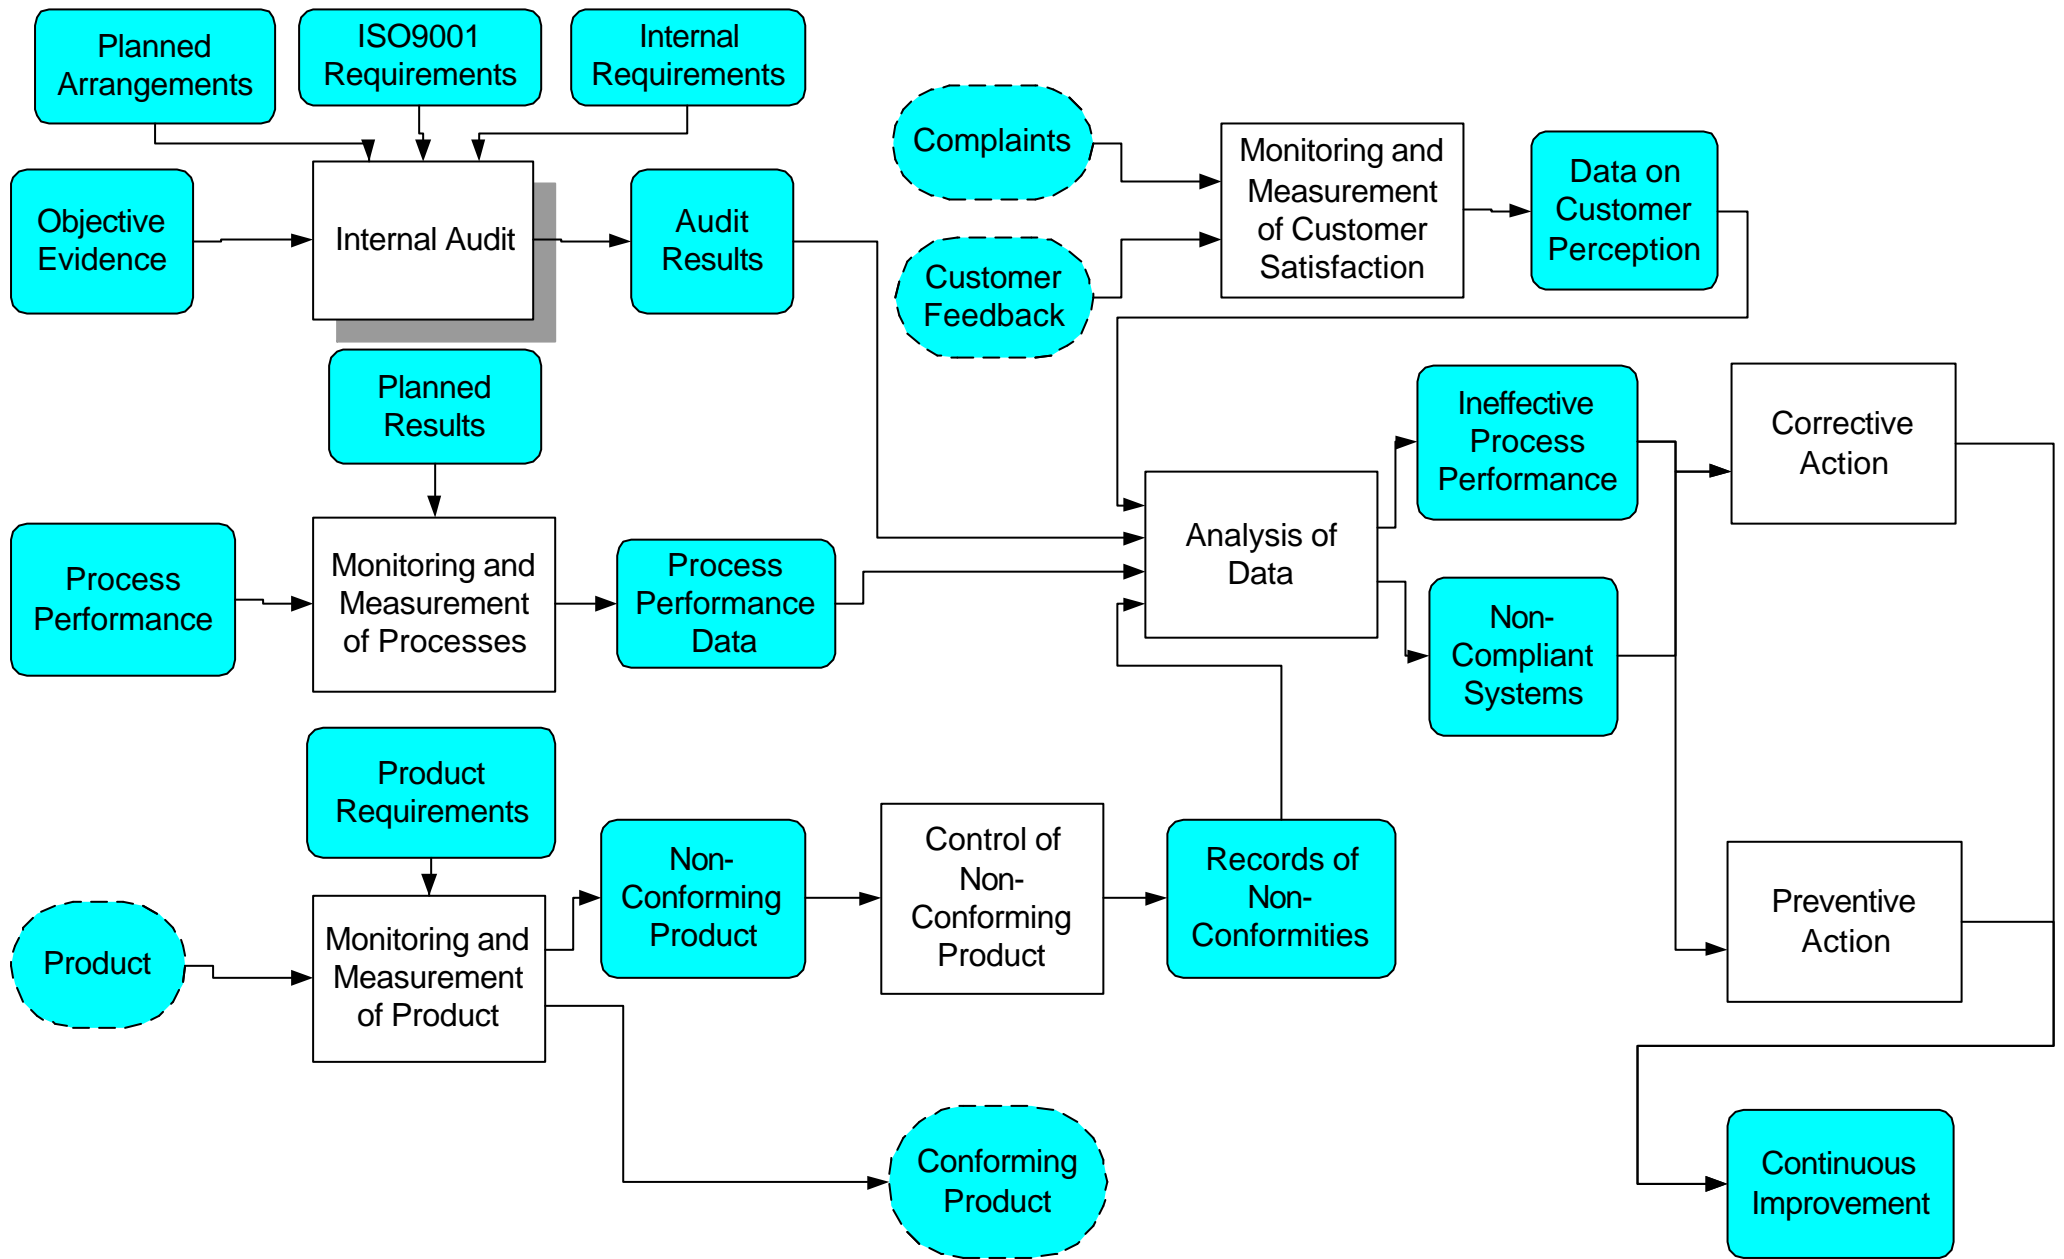 Planned
Arrangements
ISO9001
Requirements
Internal
Requirements
Complaints
Monitoring and
Measurement
of Customer
Satisfaction
Data on
Customer
Perception
Objective
Evidence
Internal Audit
Audit
Results
Customer
Feedback
Planned
Results
Ineffective
Process
Performance
Corrective
Action
Analysis of
Data
Process
Performance
Monitoring and
Measurement
of Processes
Process
Performance
Data
Non-
Compliant
Systems
Product
Requirements
Non-
Conforming
Product
Control of
Non-
Conforming
Product
Records of
Non-
Conformities
Preventive
Action
Product
Monitoring and
Measurement
of Product
Conforming
Product
Continuous
Improvement